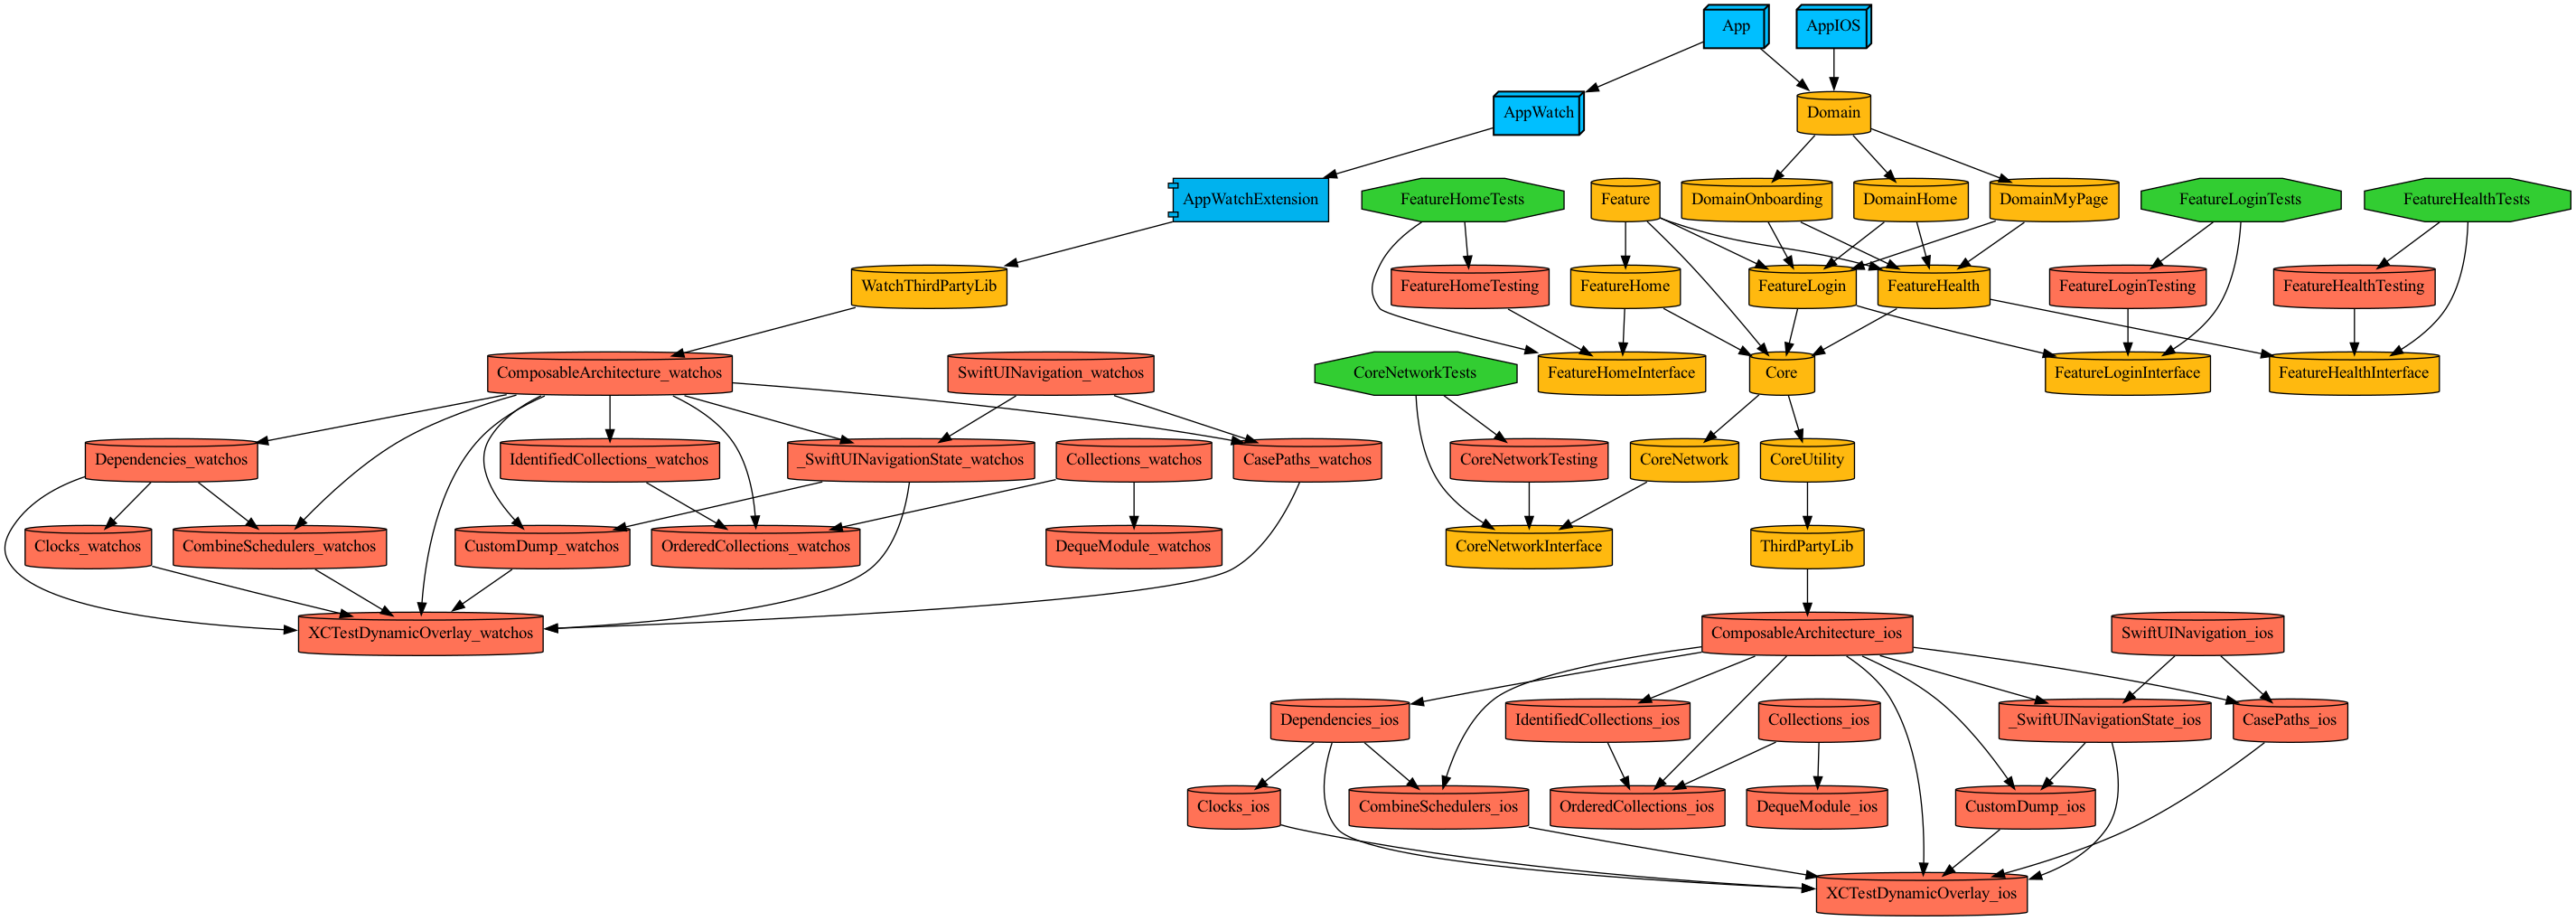 App
AppIOS
AppWatch
Domain
AppWatchExtension
FeatureHomeTests
Feature
DomainOnboarding
DomainHome
DomainMyPage
FeatureLoginTests
FeatureHealthTests
WatchThirdPartyLib
FeatureHomeTesting
FeatureHome
FeatureLogin
FeatureHealth
FeatureLoginTesting
FeatureHealthTesting
ComposableArchitecture_watchos
SwiftUINavigation_watchos
CoreNetworkTests
FeatureHomeInterface
Core
FeatureLoginInterface
FeatureHealthInterface
Dependencies_watchos
IdentifiedCollections_watchos
_SwiftUINavigationState_watchos
Collections_watchos
CasePaths_watchos
CoreNetworkTesting
CoreNetwork
CoreUtility
Clocks_watchos
CombineSchedulers_watchos
CustomDump_watchos
OrderedCollections_watchos
DequeModule_watchos
CoreNetworkInterface
ThirdPartyLib
XCTestDynamicOverlay_watchos
ComposableArchitecture_ios
SwiftUINavigation_ios
Dependencies_ios
IdentifiedCollections_ios
Collections_ios
_SwiftUINavigationState_ios
CasePaths_ios
Clocks_ios
CombineSchedulers_ios
OrderedCollections_ios
DequeModule_ios
CustomDump_ios
XCTestDynamicOverlay_ios